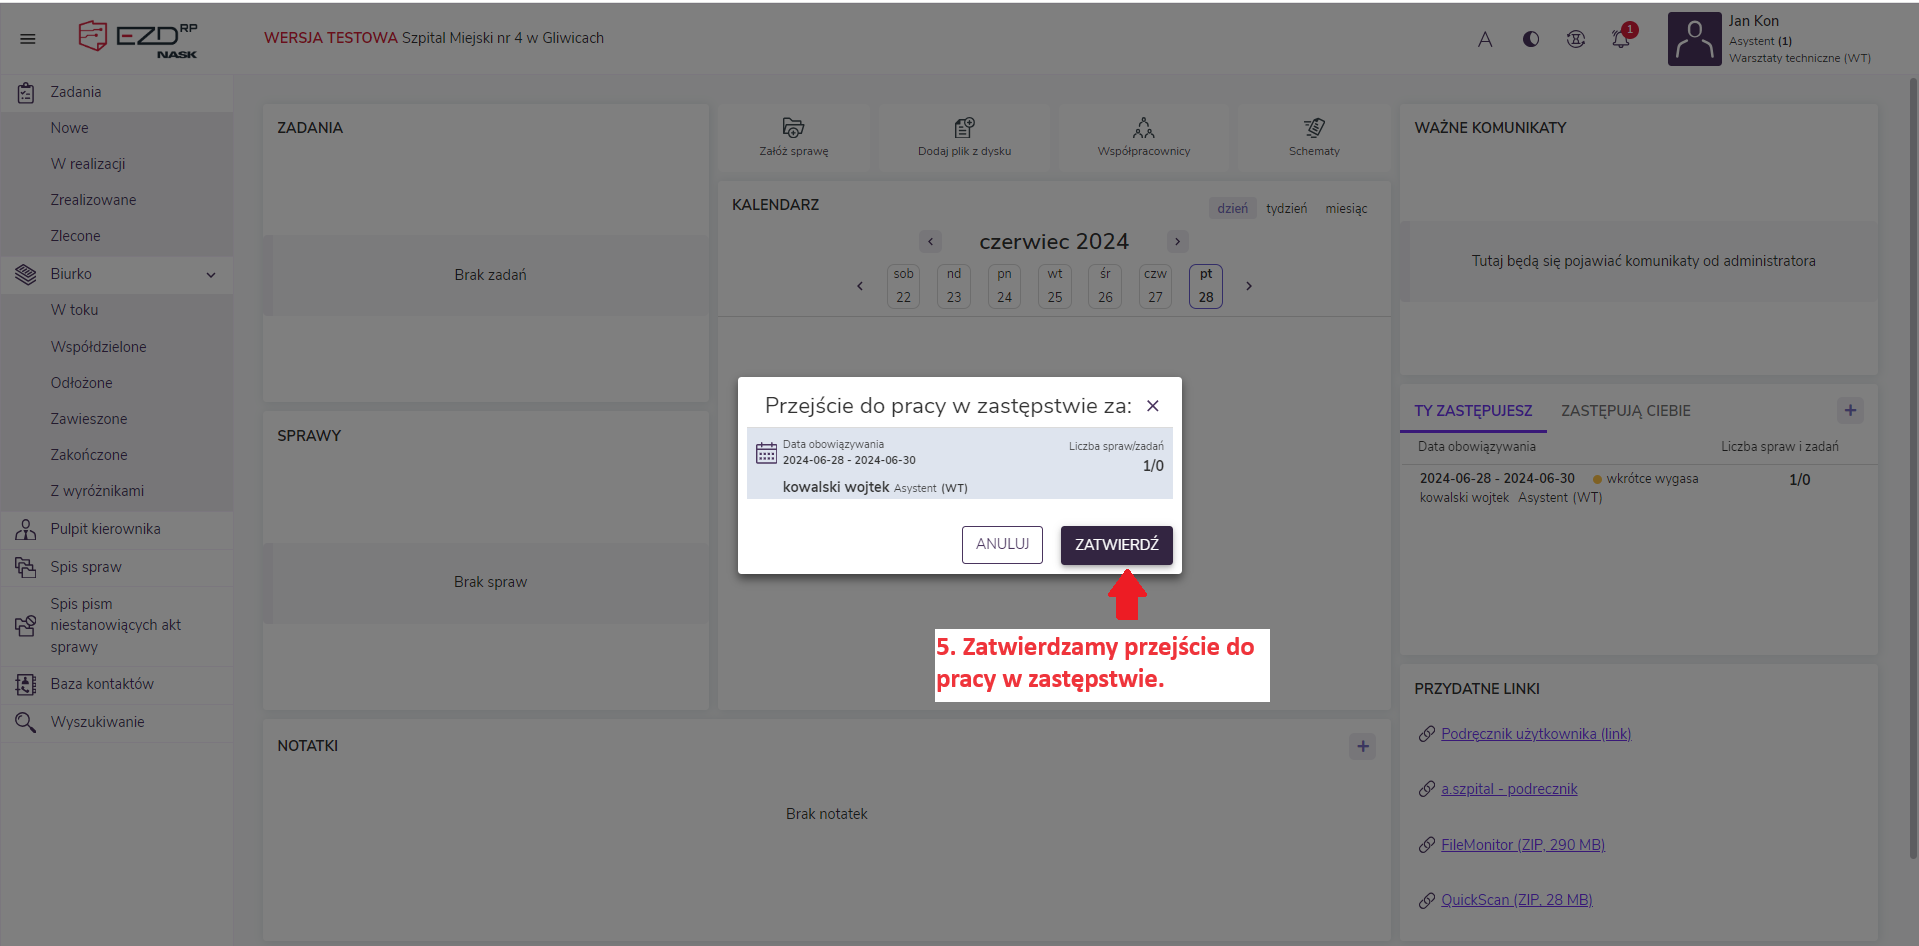 EZD RP
NASK
WERSJA TESTOWA Szpital Miejski nr 4 w Gliwicach
A
1
Jan Kon
Asystent (1)
Warsztaty techniczne (WT)
Zadania
Nowe
W realizacji
Zrealizowane
Zlecone
Biurko
W toku
Współdzielone
Odłożone
Zawieszone
Zakończone
Z wyróżnikami
Pulpit kierownika
Spis spraw
Spis pism
niestanowiących akt
sprawy
Baza kontaktów
Wyszukiwanie
ZADANIA
Brak zadań
SPRAWY
Brak spraw
Załóż sprawę
Dodaj plik z dysku
Współpracownicy
Schematy
KALENDARZ
dzień tydzień miesiąc
czerwiec 2024
sob nd pn wt śr czw pt
22 23 24 25 26 27 28
Przejście do pracy w zastępstwie za:
Data obowiązywania
2024-06-28 - 2024-06-30
Liczba spraw/zadań
1/0
kowalski wojtek Asystent (WT)
ANULUJ
ZATWIERDŹ
5. Zatwierdzamy przejście do
pracy w zastępstwie.
NOTATKI
Brak notatek
WAŻNE KOMUNIKATY
Tutaj będą się pojawiać komunikaty od administratora
TY ZASTĘPUJESZ ZASTĘPUJĄ CIEBIE
Data obowiązywania Liczba spraw i zadań
2024-06-28 - 2024-06-30 wkrótce wygasa 1/0
kowalski wojtek Asystent (WT)
PRZYDATNE LINKI
Podręcznik użytkownika (link)
a.szpital - podrecznik
FileMonitor (ZIP, 290 MB)
QuickScan (ZIP, 28 MB)